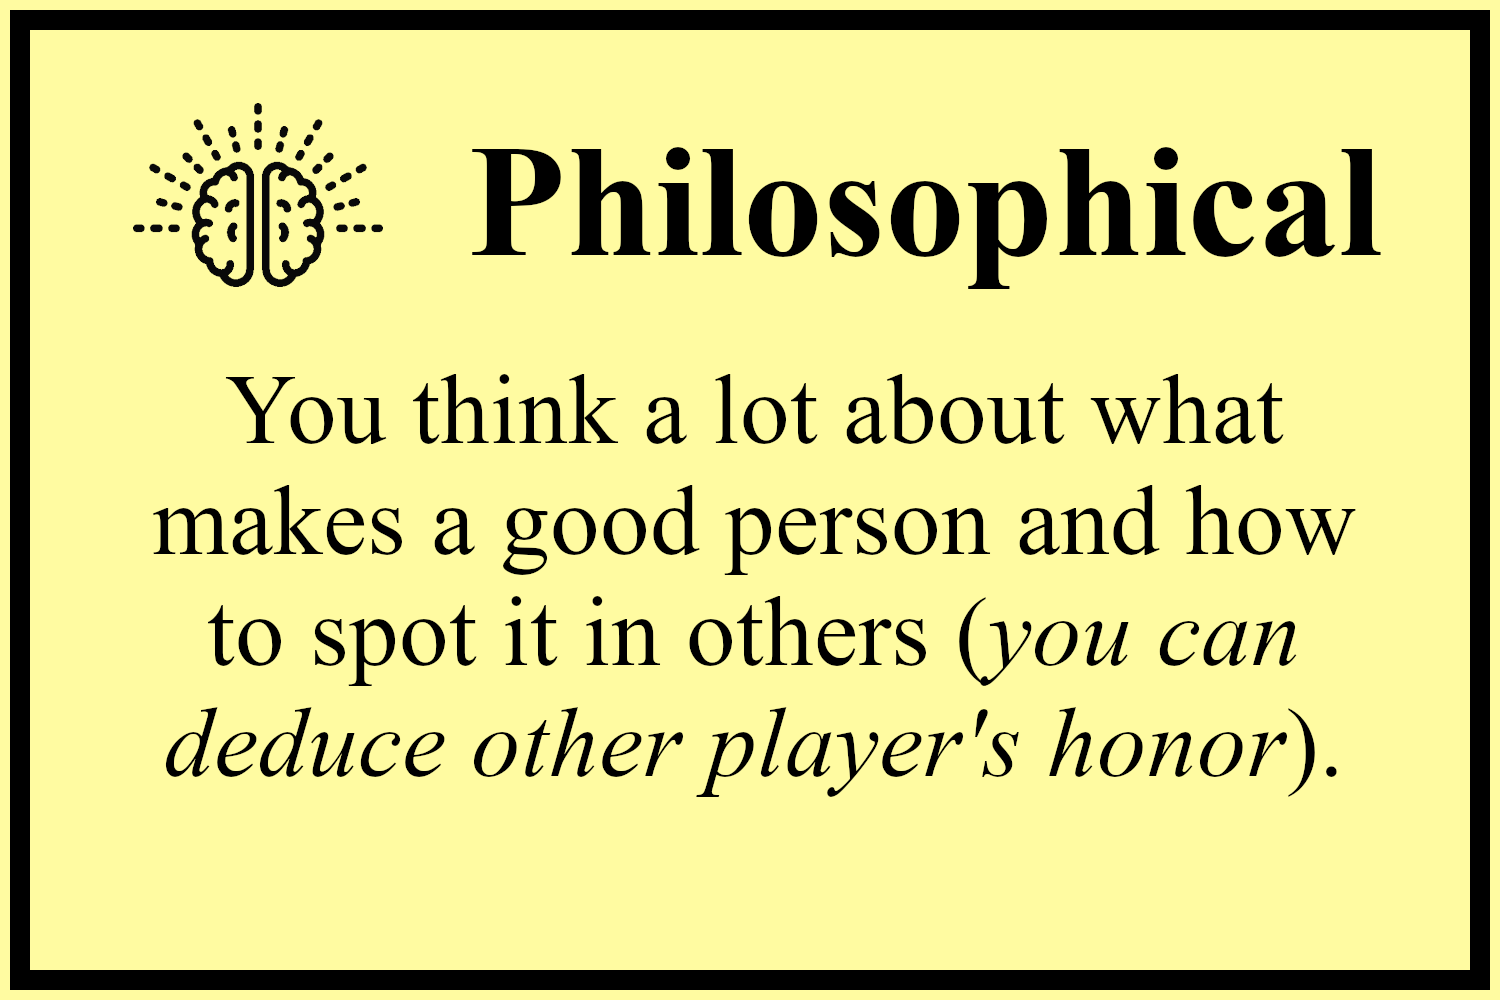 Philosophical
You think a lot about what
makes a good person and how
to spot it in others (you can
deduce other player's honor).